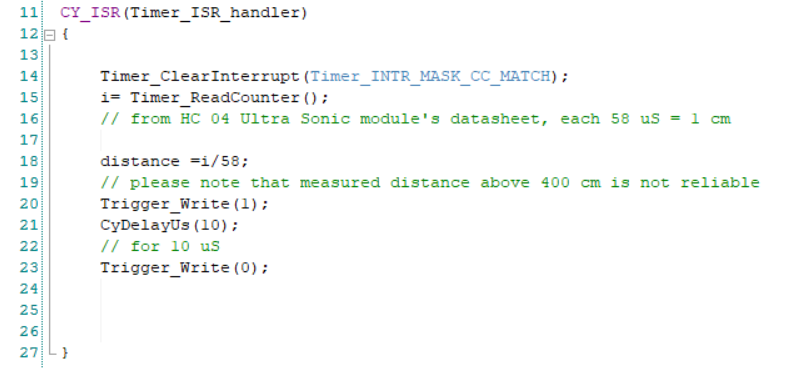 11 CY_ISR(Timer_ISR_handler)
12 {
13
14 Timer_ClearInterrupt(Timer_INTR_MASK_CC_MATCH);
15 i= Timer_ReadCounter();
16 // from HC 04 Ultra Sonic module's datasheet, each 58 uS = 1 cm
17
18 distance =i/58;
19 // please note that measured distance above 400 cm is not reliable
20 Trigger_Write(1);
21 CyDelayUs(10);
22 // for 10 uS
23 Trigger_Write(0);
24
25
26
27 }